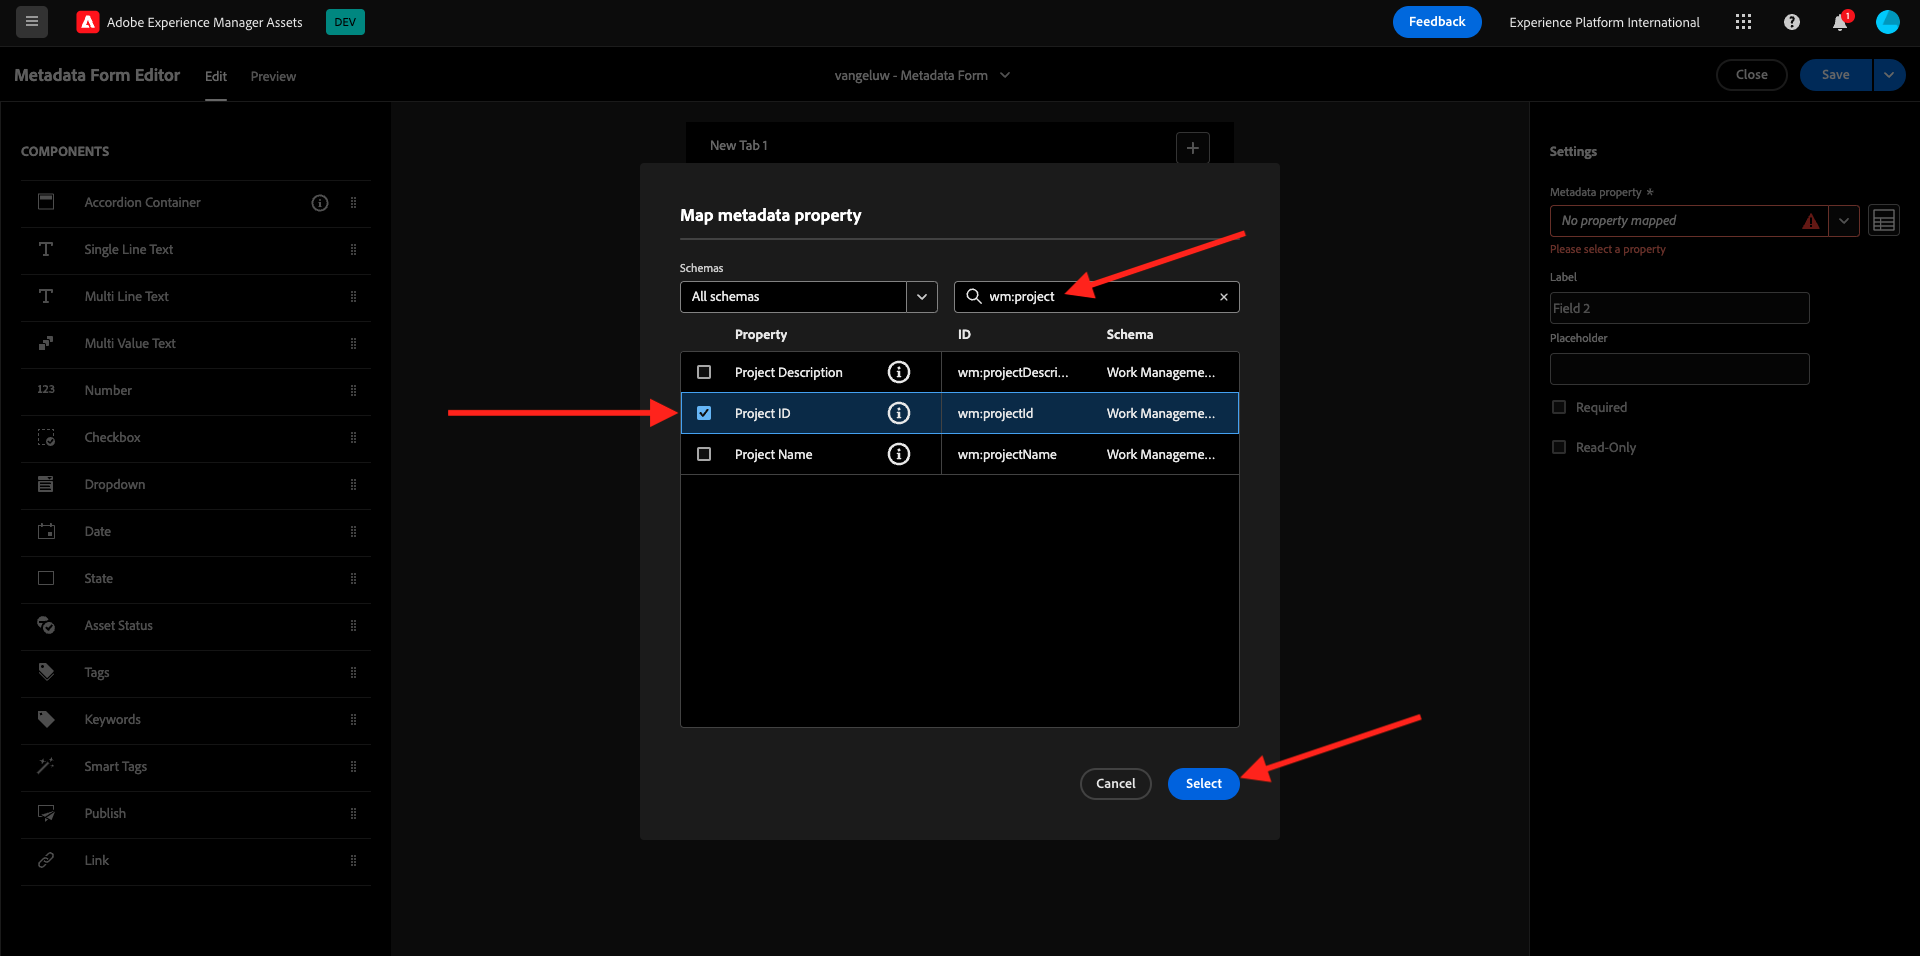 Adobe Experience Manager Assets
DEV
Feedback
Experience Platform International
1
Metadata Form Editor
Edit
Preview
vangeluw - Metadata Form
Close
Save
COMPONENTS
Accordion Container
Single Line Text
Multi Line Text
Multi Value Text
123
Number
Checkbox
Dropdown
Date
State
Asset Status
Tags
Keywords
Smart Tags
Publish
Link
New Tab 1
Map metadata property
Schemas
All schemas
wm:project
Property
ID
Schema
Project Description
wm:projectDescri...
Work Manageme...
Project ID
wm:projectId
Work Manageme...
Project Name
wm:projectName
Work Manageme...
Cancel
Select
Settings
Metadata property *
No property mapped
Please select a property
Label
Field 2
Placeholder
Required
Read-Only